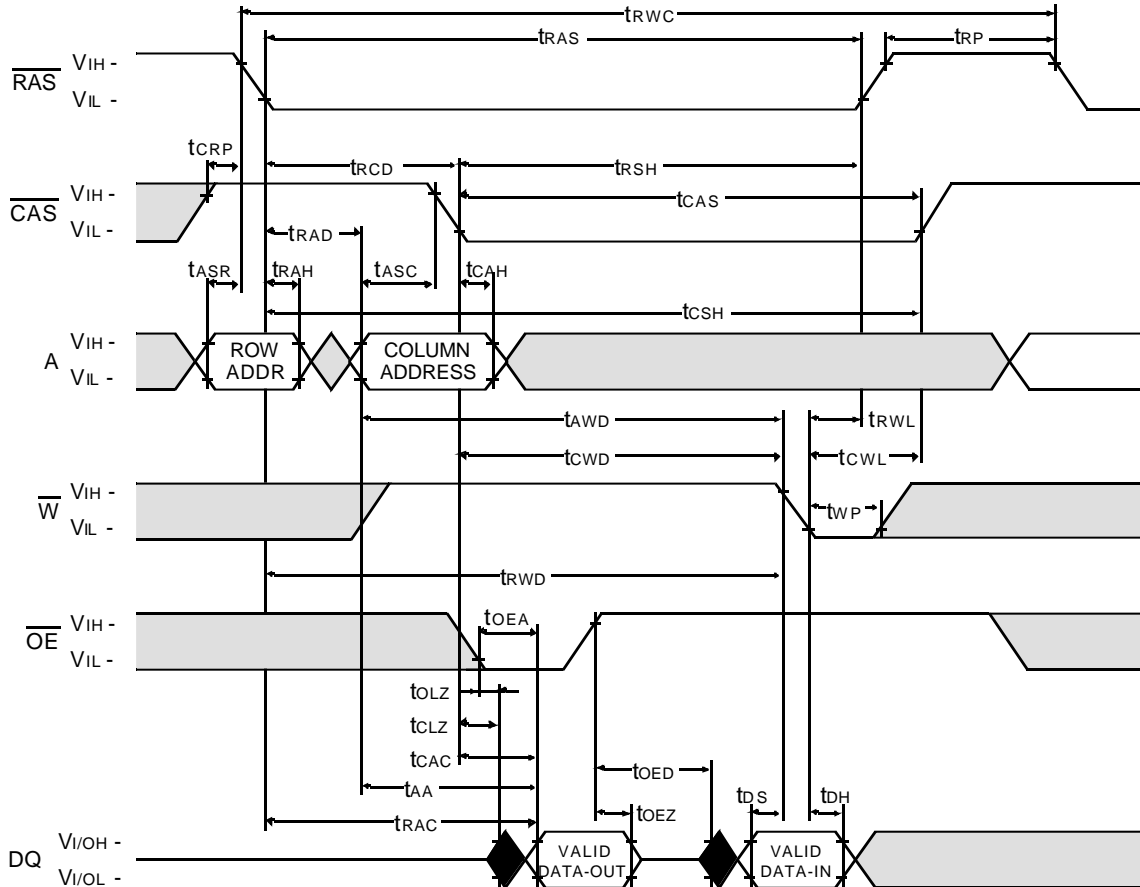 tRWC
tRAS
tRP
RAS
VIH -
VIL -
tCRP
tRCD
tRSH
CAS
VIH -
VIL -
tCAS
tRAD
tASR
tRAH
tASC
tCAH
tCSH
A
VIH -
VIL -
ROW
ADDR
COLUMN
ADDRESS
tAWD
tRWL
tCWD
tCWL
W
VIH -
VIL -
tWP
tRWD
OE
VIH -
VIL -
tOEA
tOLZ
tCLZ
tCAC
tOED
tAA
tDS
tDH
tRAC
tOEZ
DQ
VI/OH -
VI/OL -
VALID
DATA-OUT
VALID
DATA-IN